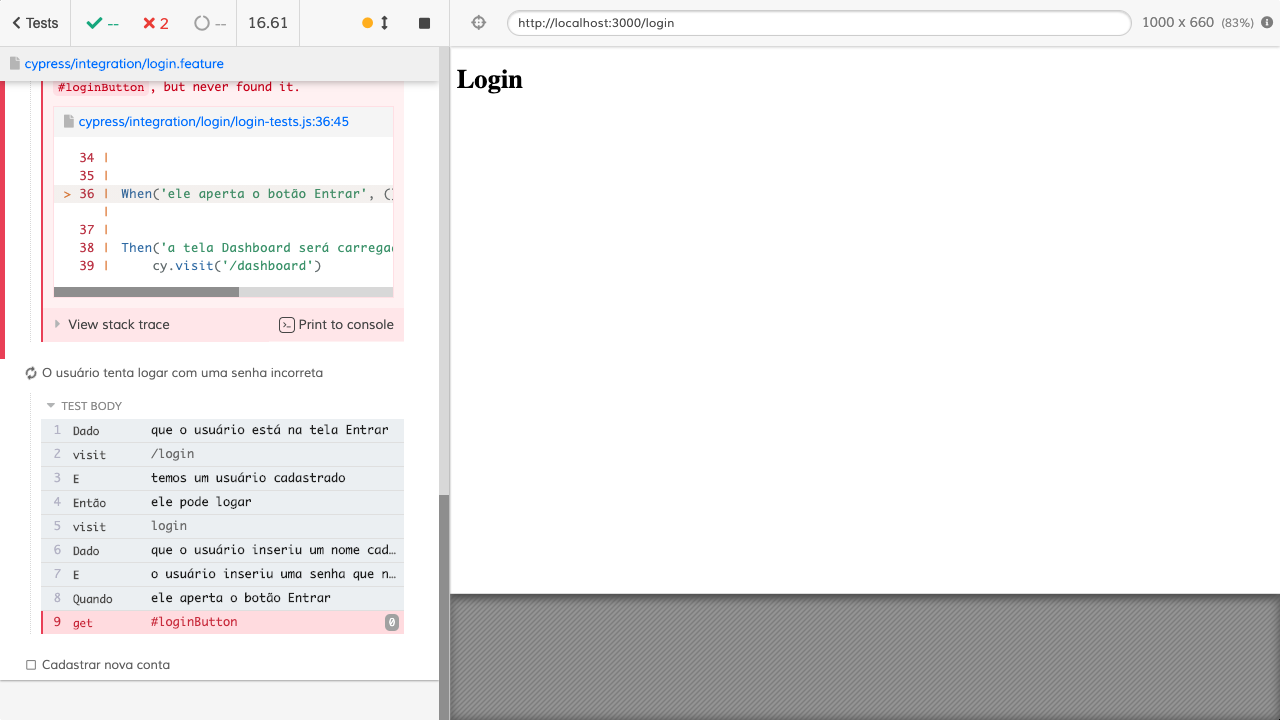 Tests
--
2
--
16.61
http://localhost:3000/login
1000 x 660 (83%)
cypress/integration/login.feature
#loginButton, but never found it.
cypress/integration/login/login-tests.js:36:45
34 |
35 |
> 36 | When('ele aperta o botão Entrar', ()
|
37 |
38 | Then('a tela Dashboard será carregad
39 | cy.visit('/dashboard')
View stack trace
Print to console
O usuário tenta logar com uma senha incorreta
TEST BODY
1 Dado que o usuário está na tela Entrar
2 visit /login
3 E temos um usuário cadastrado
4 Então ele pode logar
5 visit login
6 Dado que o usuário inseriu um nome cad…
7 E o usuário inseriu uma senha que n…
8 Quando ele aperta o botão Entrar
9 get #loginButton 0
Cadastrar nova conta
Login